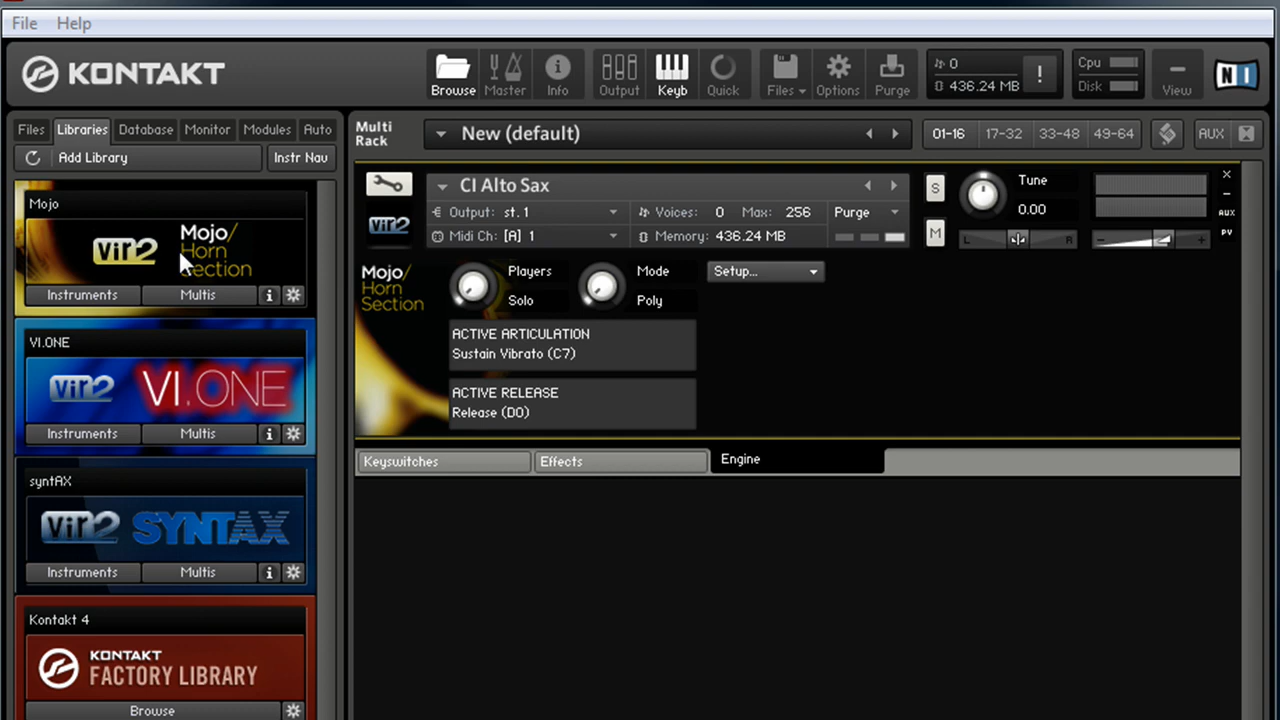 File Help
KONTAKT
Browse Master Info Output Keyb Quick Files Options Purge
0
436.24 MB
!
Cpu
Disk
View
NI
Files Libraries Database Monitor Modules Auto
Add Library Instr Nav
Multi
Rack
New (default)
01-16 17-32 33-48 49-64 AUX
Mojo
Vir2 Mojo/
Horn
Section
Instruments Multis i
VI.ONE
Vir2 VI.ONE
Instruments Multis i
syntAX
Vir2 SYNTAX
Instruments Multis i
Kontakt 4
KONTAKT
FACTORY LIBRARY
Browse
CI Alto Sax
Output: st.1 Voices: 0 Max: 256 Purge
Vir2
Midi Ch: [A] 1 Memory: 436.24 MB
S
M
Tune
0.00
L R
- +
AUX
PV
Mojo/
Horn
Section
Players
Solo
Mode
Poly
Setup...
ACTIVE ARTICULATION
Sustain Vibrato (C7)
ACTIVE RELEASE
Release (D0)
Keyswitches Effects Engine